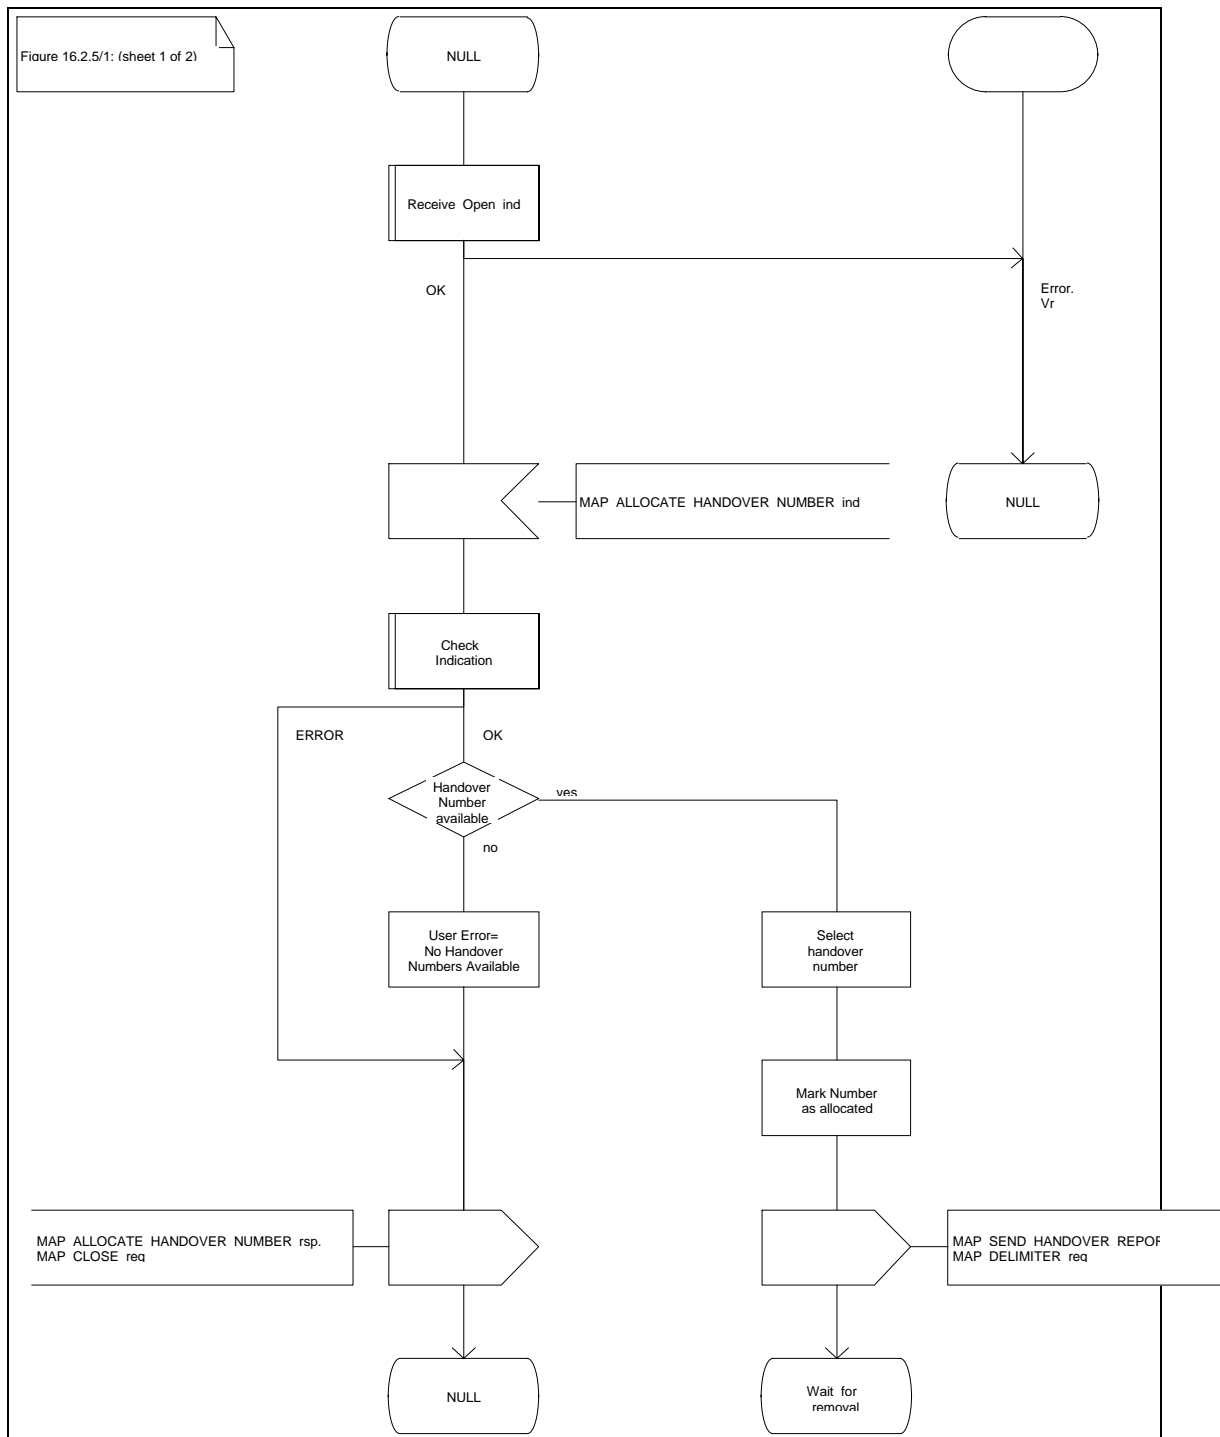 Figure 16.2.5/1: (sheet 1 of 2)
NULL
Receive Open ind
OK
Error.
Vr
MAP ALLOCATE HANDOVER NUMBER ind
NULL
Check
Indication
ERROR
OK
Handover
Number
available
yes
no
User Error=
No Handover
Numbers Available
Select
handover
number
Mark Number
as allocated
MAP ALLOCATE HANDOVER NUMBER rsp.
MAP CLOSE req
MAP SEND HANDOVER
MAP DELIMITER req
NULL
Wait for
removal